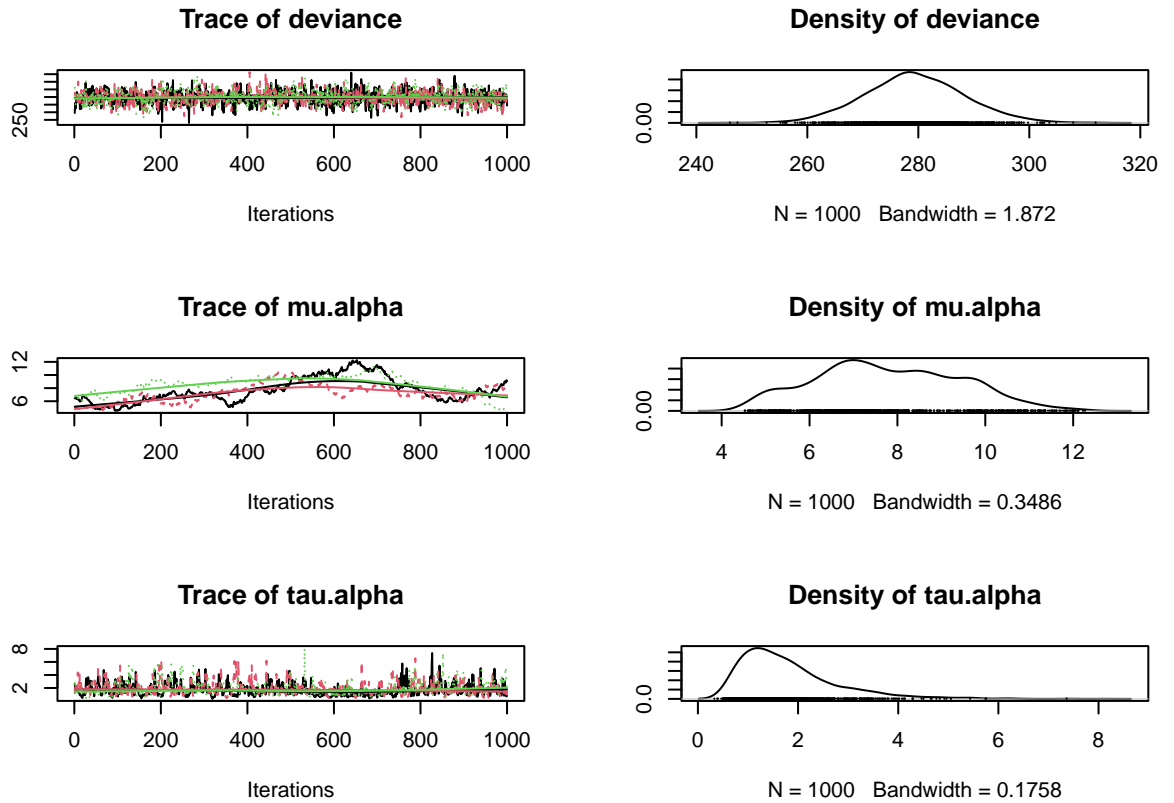 Trace of deviance
250
0 200 400 600 800 1000
Iterations
Density of deviance
0.00
240 260 280 300 320
N = 1000 Bandwidth = 1.872
Trace of mu.alpha
6 12
0 200 400 600 800 1000
Iterations
Density of mu.alpha
0.00
4 6 8 10 12
N = 1000 Bandwidth = 0.3486
Trace of tau.alpha
2 8
0 200 400 600 800 1000
Iterations
Density of tau.alpha
0.0
0 2 4 6 8
N = 1000 Bandwidth = 0.1758